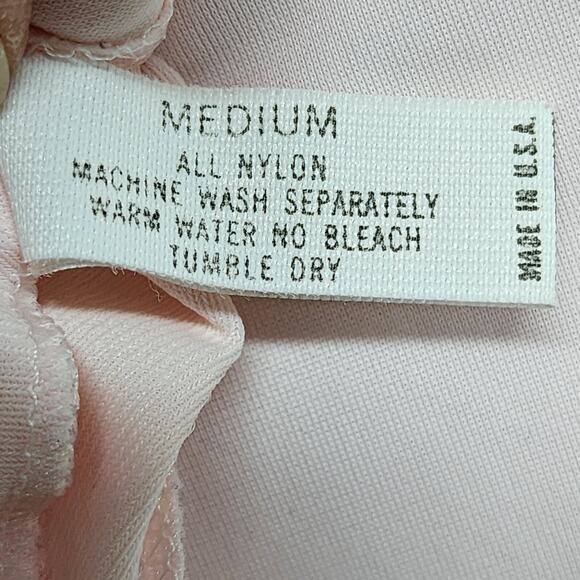 MEDIUM
ALL NYLON
MACHINE WASH SEPARATELY
WARM WATER NO BLEACH
TUMBLE DRY
MADE IN U.S.A.